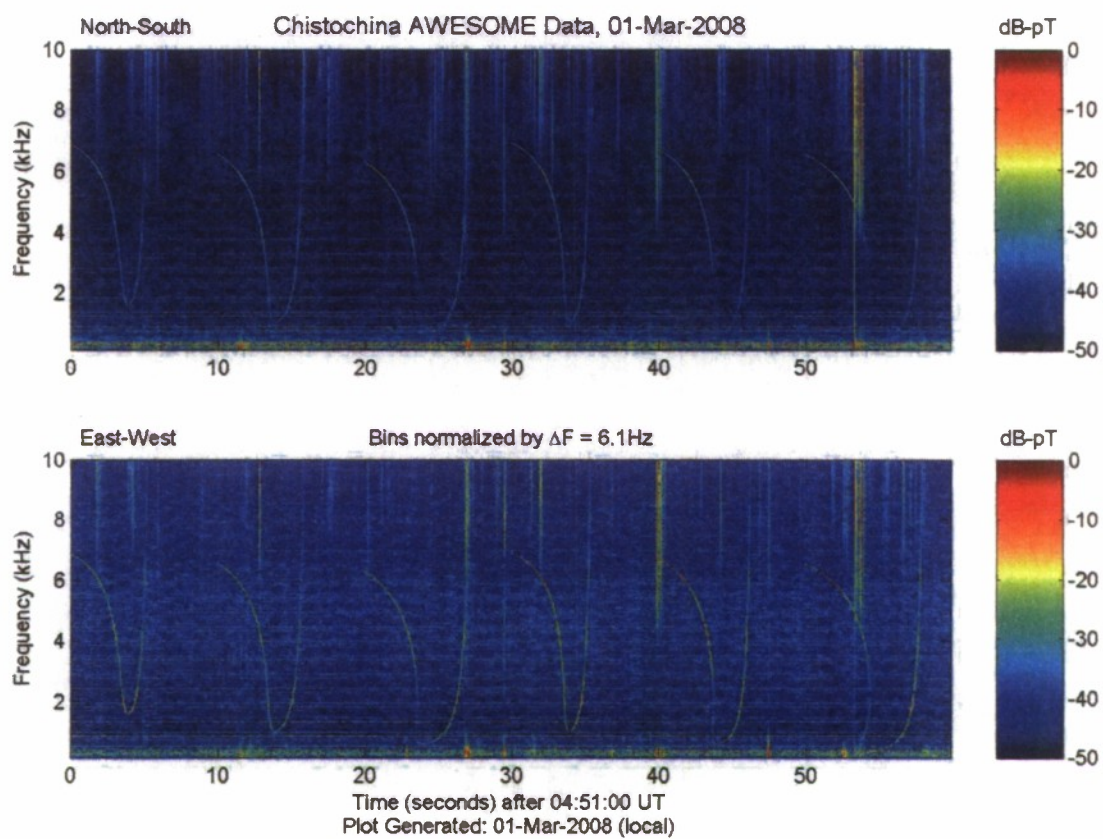 North-South Chistochina AWESOME Data, 01-Mar-2008 dB-pT
10
8
6
4
2
Frequency (kHz)
0 10 20 30 40 50
0
-10
-20
-30
-40
-50
East-West Bins normalized by ΔF = 6.1Hz dB-pT
10
8
6
4
2
Frequency (kHz)
0 10 20 30 40 50
0
-10
-20
-30
-40
-50
Time (seconds) after 04:51:00 UT
Plot Generated: 01-Mar-2008 (local)